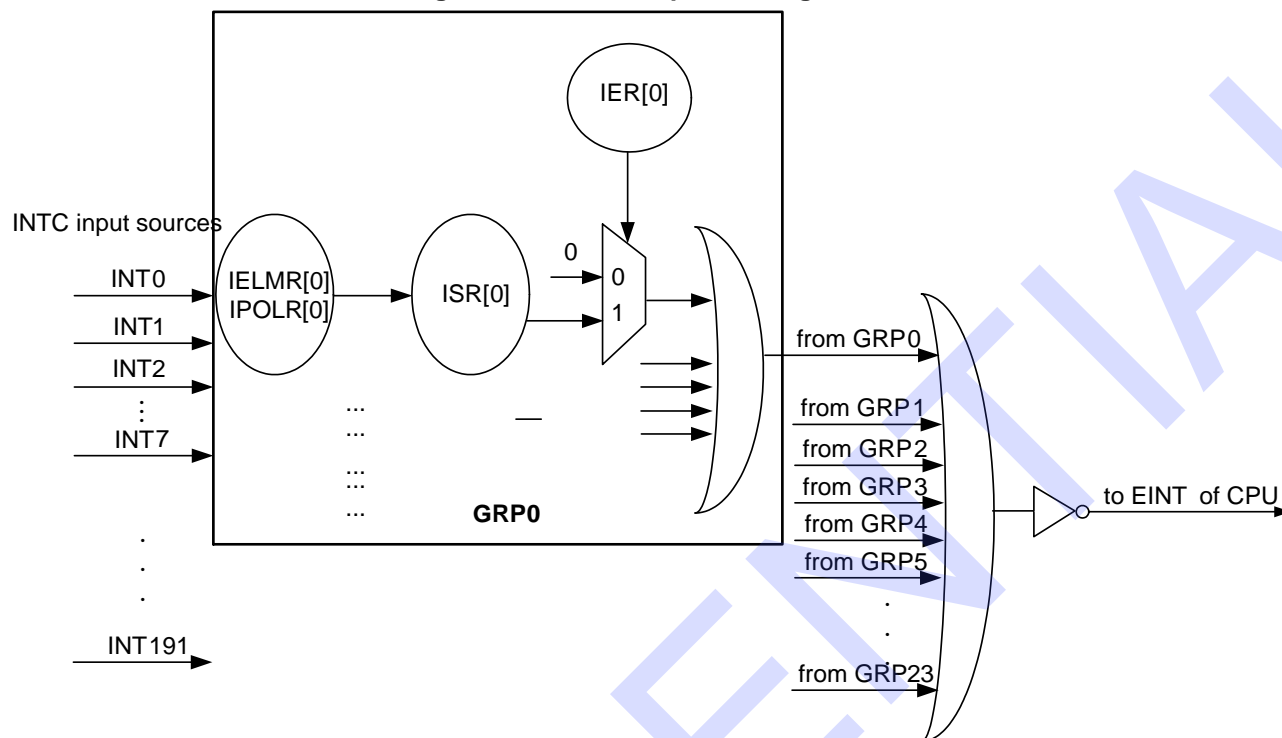 IER[0]
INTC input sources
INT0
INT1
INT2
...
INT7
.
.
.
INT191
IELMR[0]
IPOLR[0]
ISR[0]
0
0
1
...
...
...
...
...
GRP0
from GRP0
from GRP1
from GRP2
from GRP3
from GRP4
from GRP5
.
.
.
from GRP23
to EINT of CPU
ENTIAL